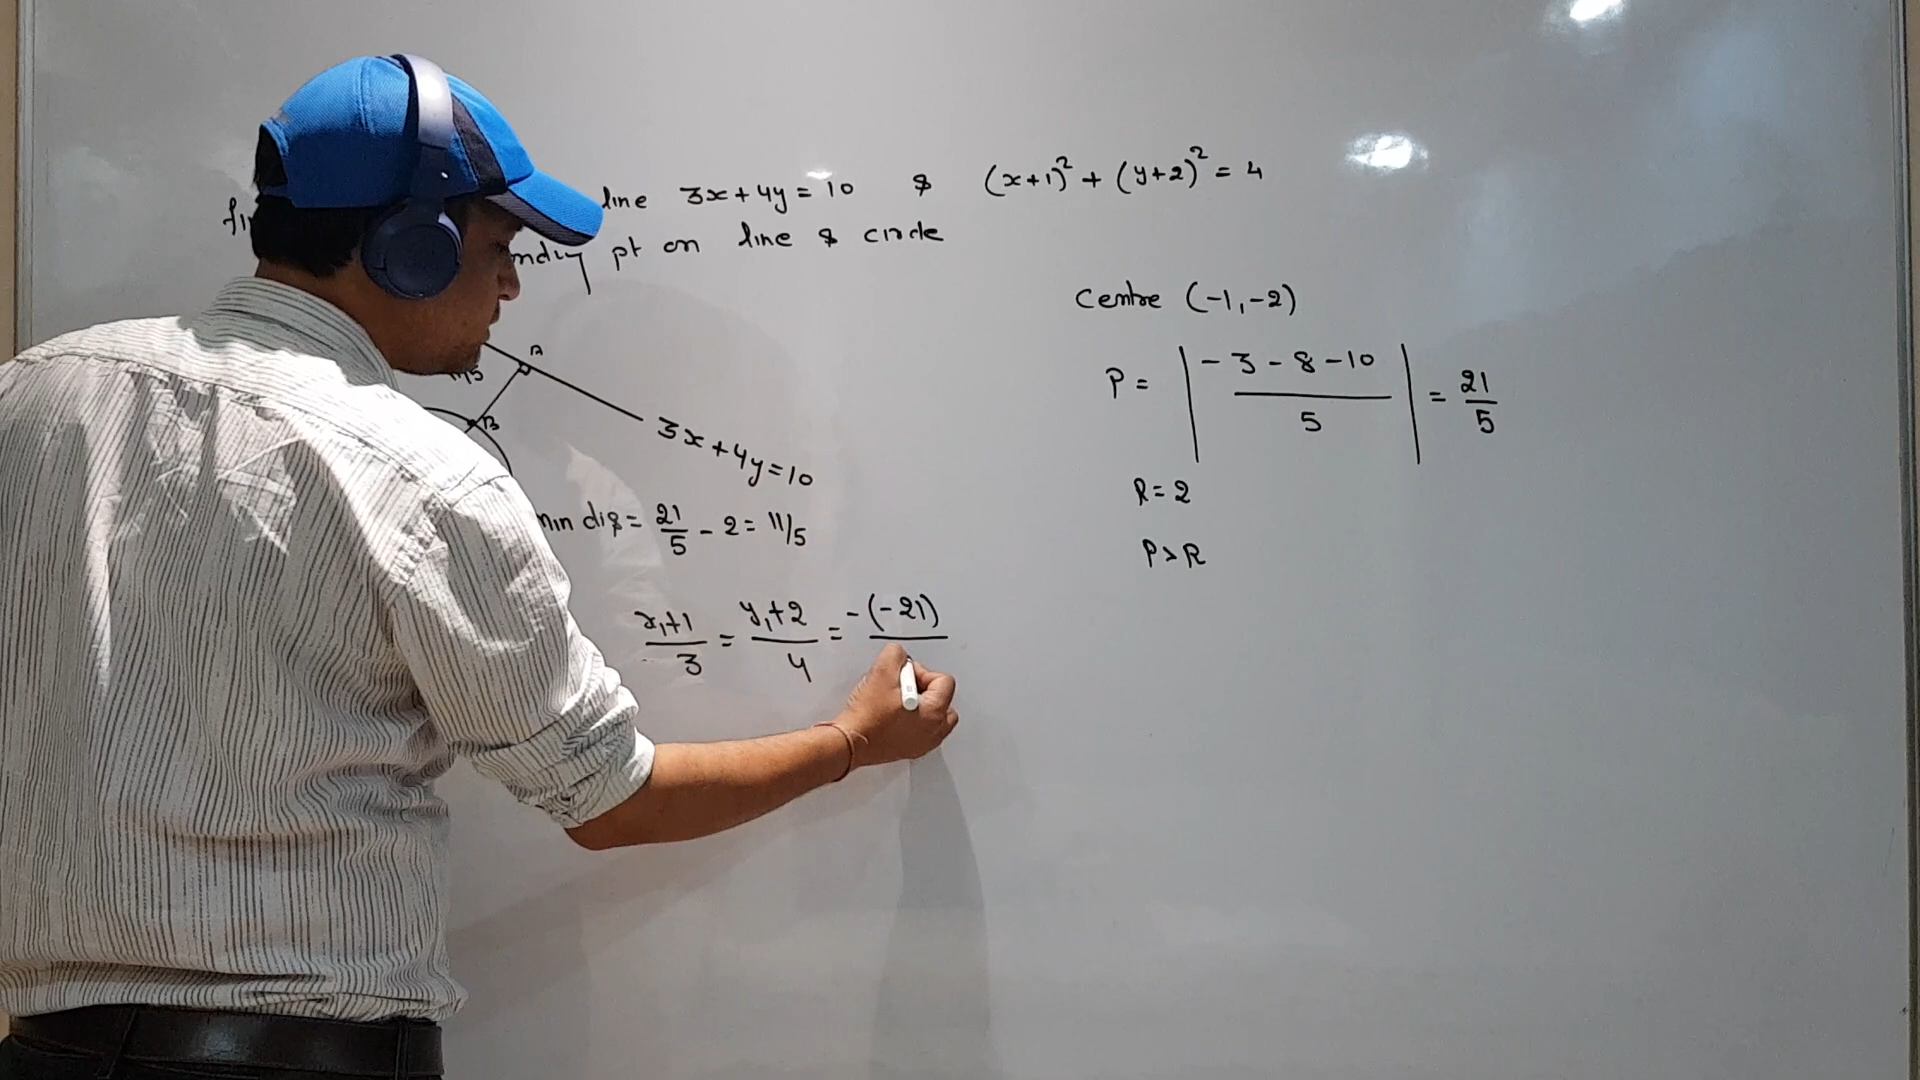 line 3x+4y=10 & (x+1)²+(y+2)²=4
pt on line & circle
Centre (-1,-2)
A
B
3x+4y=10
P = |(-3-8-10)/5| = 21/5
R=2
min dis = 21/5 - 2 = 11/5
P>R
(x₁+1)/3 = (y₁+2)/4 = -(-21)/